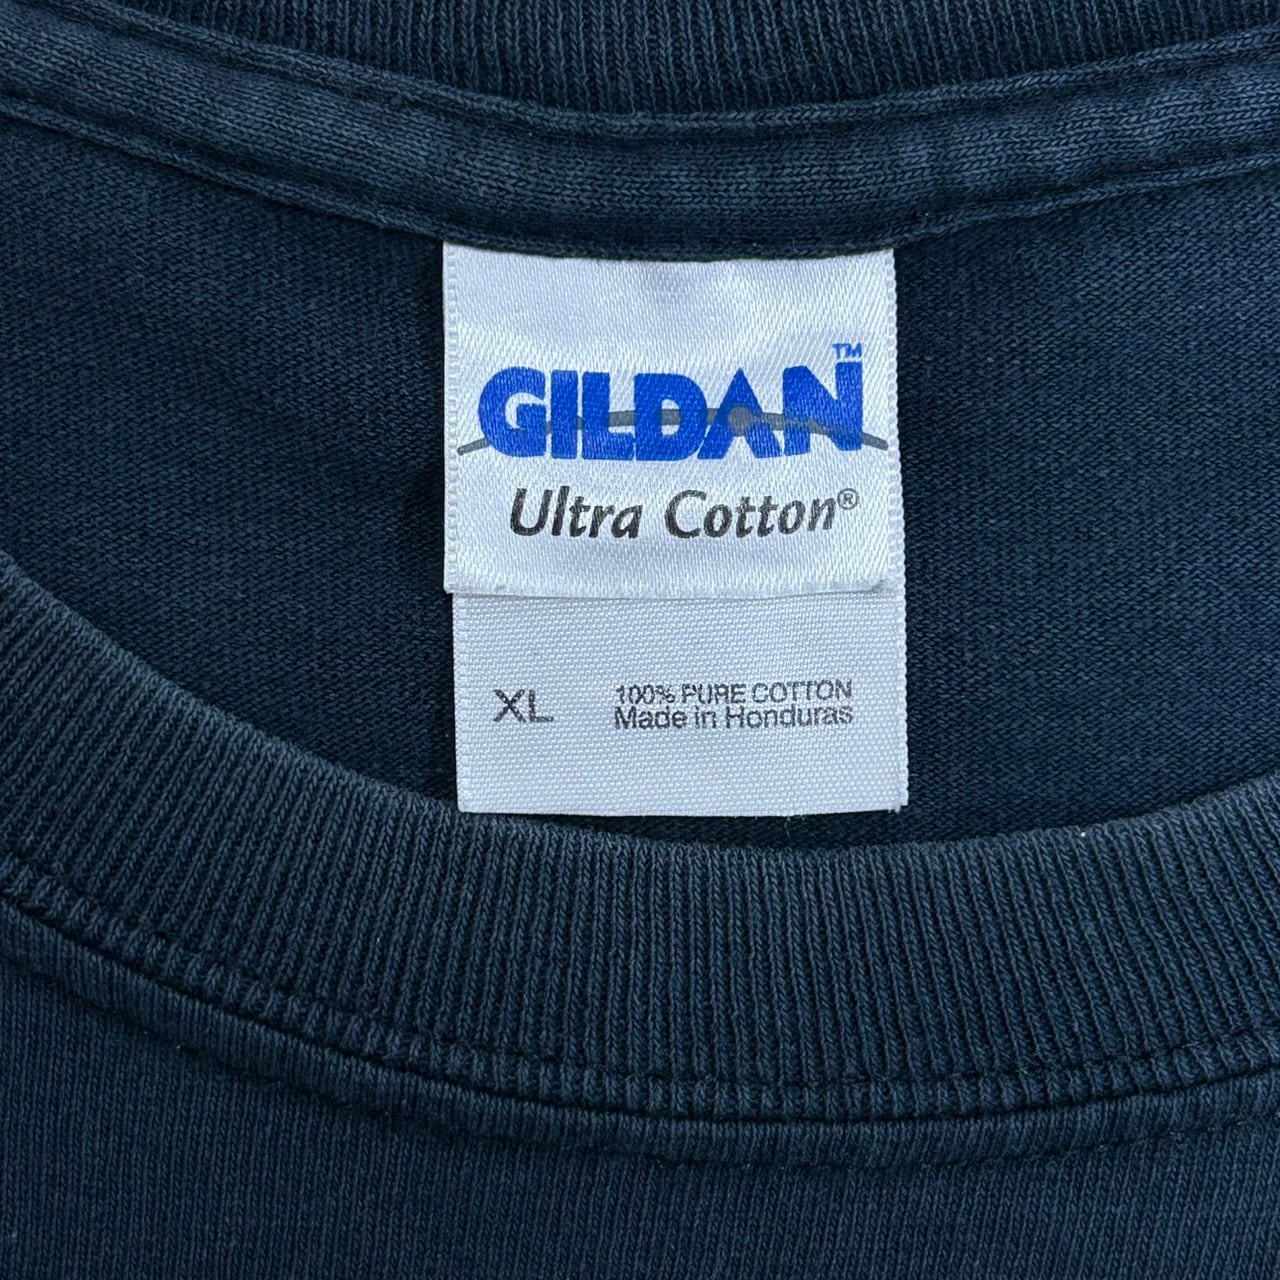 GILDAN™
Ultra Cotton®
XL 100% PURE COTTON
Made in Honduras